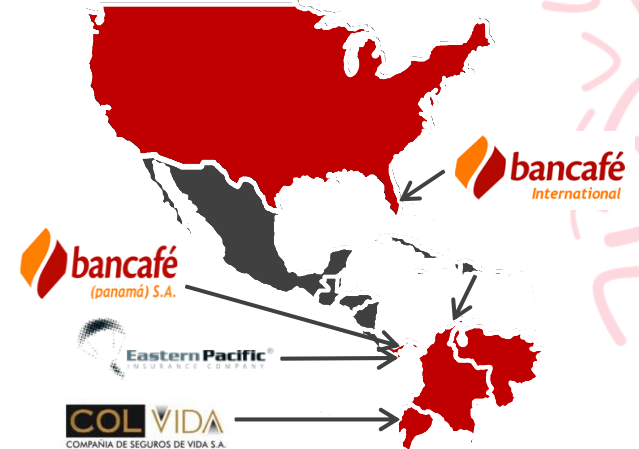 bancafé
International
bancafé
(panamá) S.A.
Eastern Pacific®
INSURANCE COMPANY
COL VIDA
COMPAÑIA DE SEGUROS DE VIDA S.A.